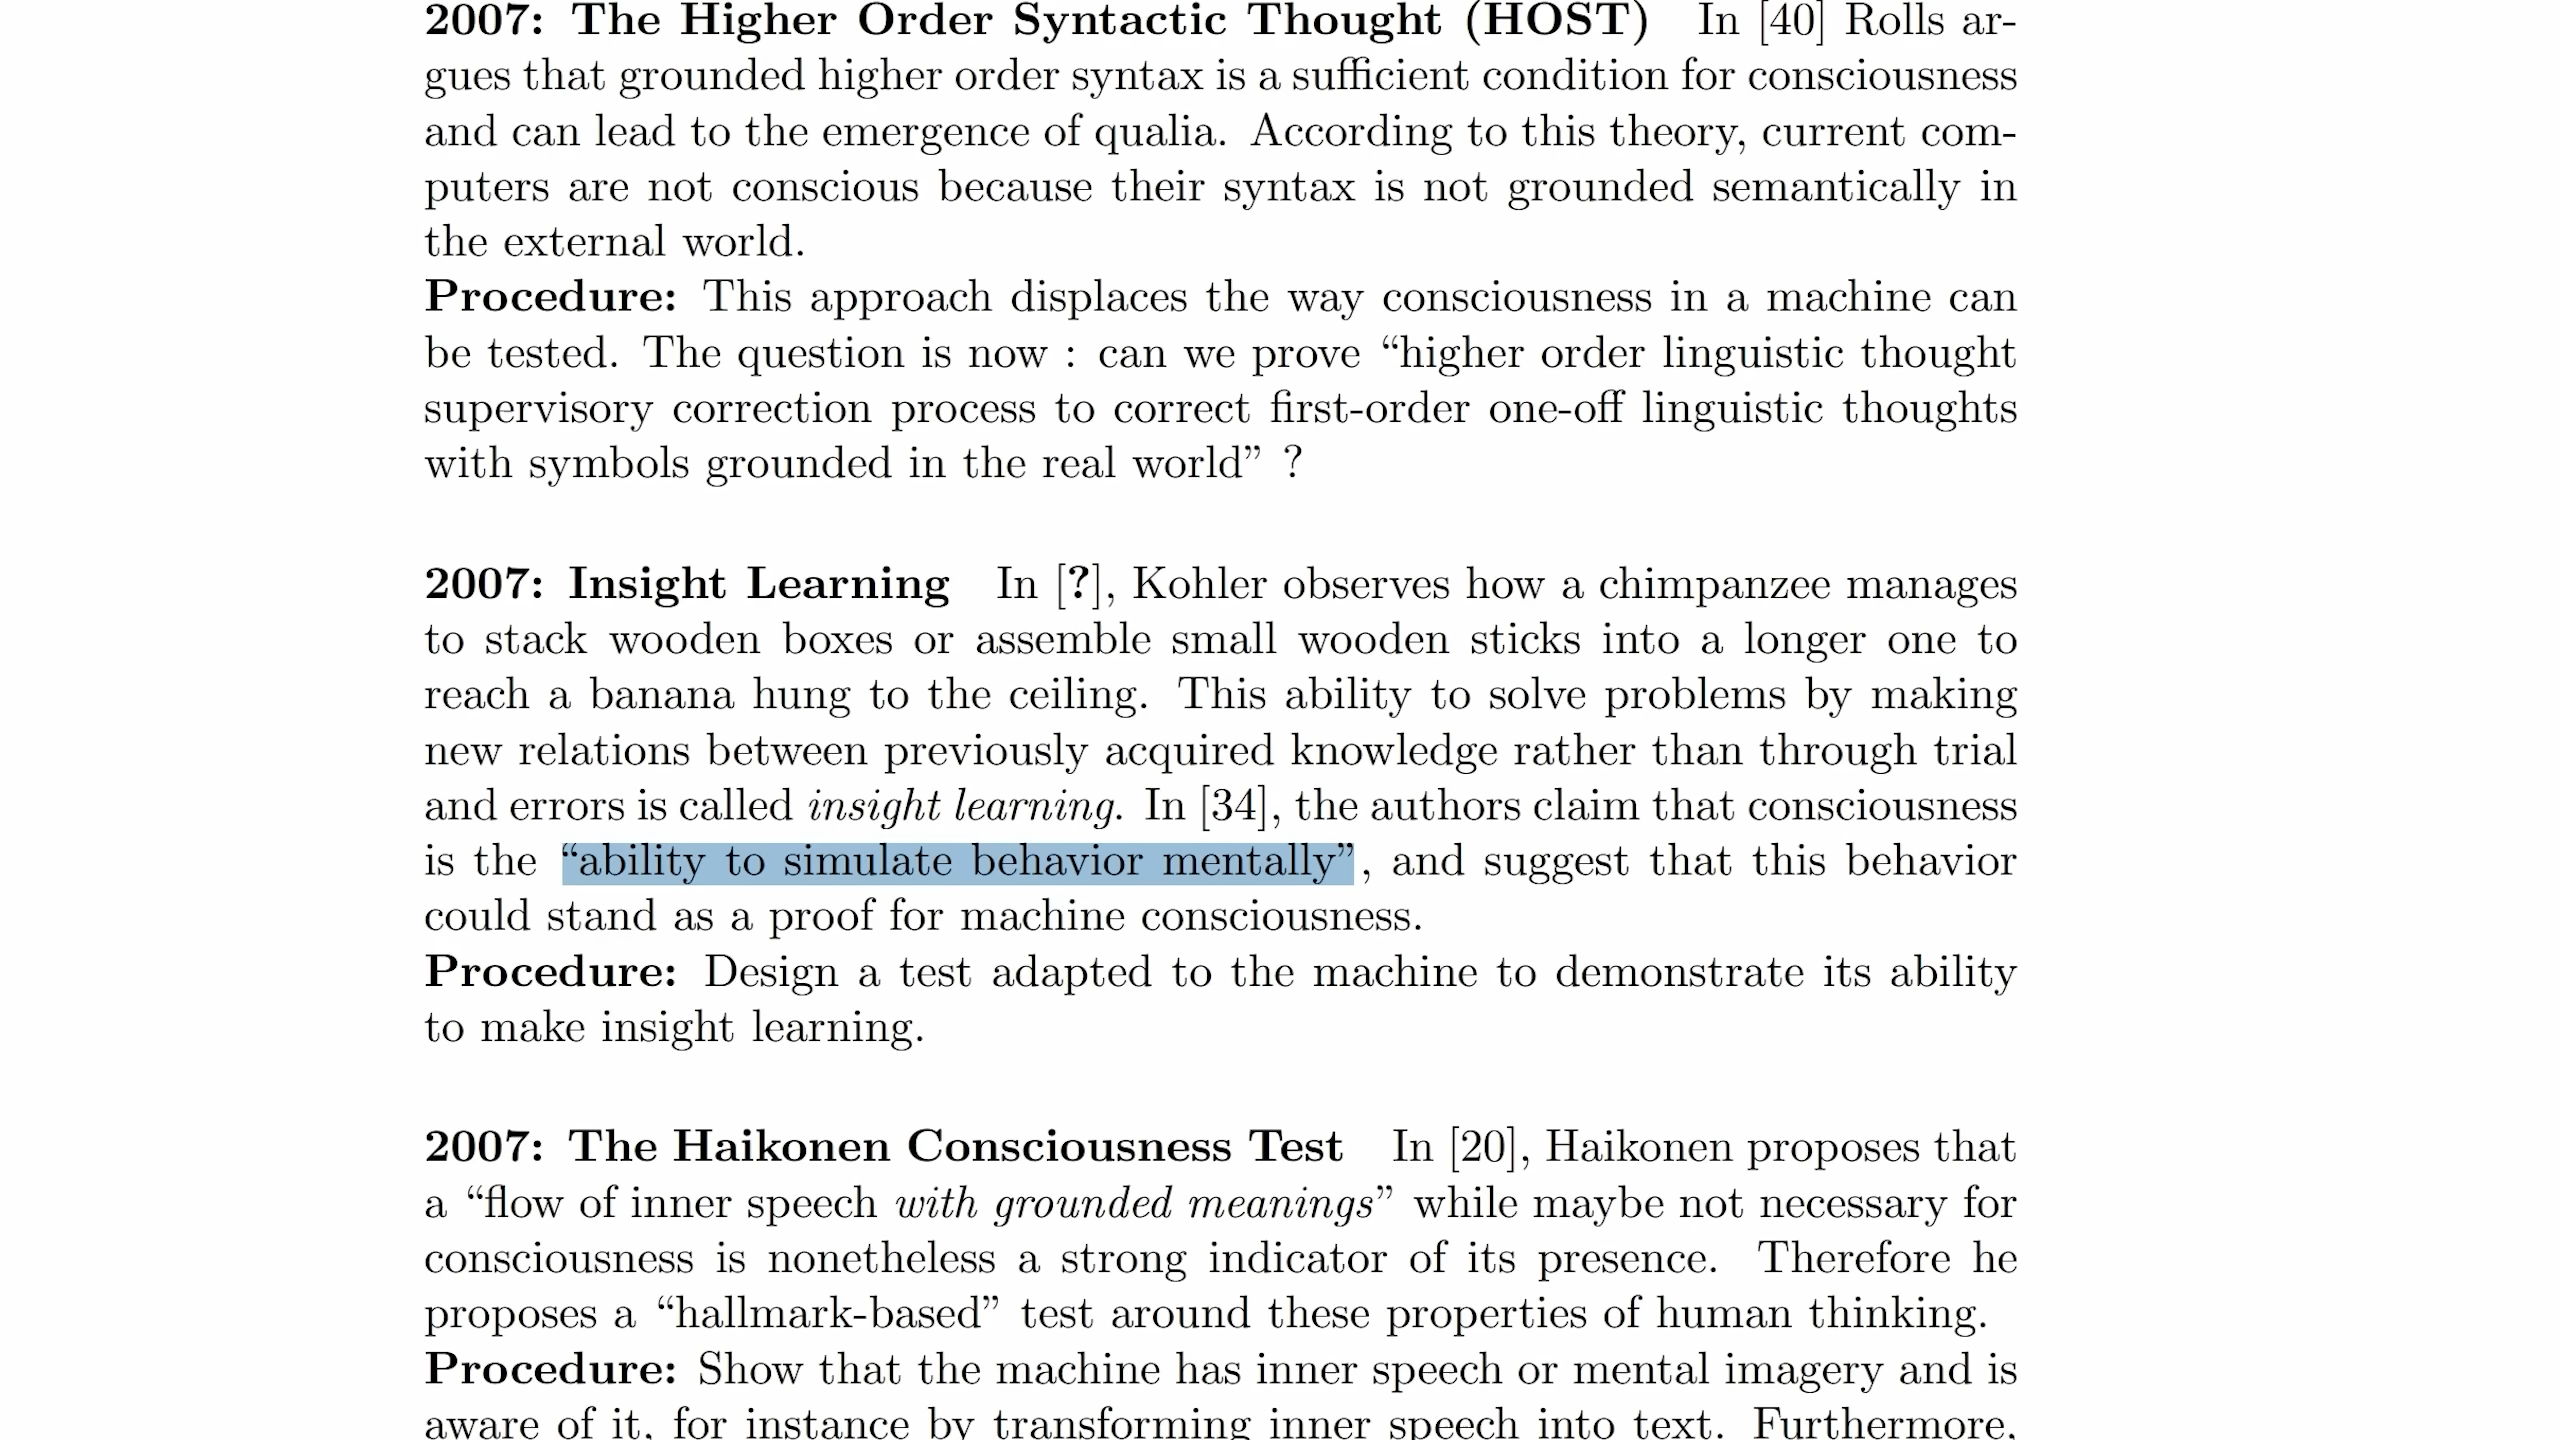 2007: The Higher Order Syntactic Thought (HOST) In [40] Rolls ar-
gues that grounded higher order syntax is a sufficient condition for consciousness
and can lead to the emergence of qualia. According to this theory, current com-
puters are not conscious because their syntax is not grounded semantically in
the external world.
Procedure: This approach displaces the way consciousness in a machine can
be tested. The question is now : can we prove “higher order linguistic thought
supervisory correction process to correct first-order one-off linguistic thoughts
with symbols grounded in the real world” ?
2007: Insight Learning In [?], Kohler observes how a chimpanzee manages
to stack wooden boxes or assemble small wooden sticks into a longer one to
reach a banana hung to the ceiling. This ability to solve problems by making
new relations between previously acquired knowledge rather than through trial
and errors is called insight learning. In [34], the authors claim that consciousness
is the “ability to simulate behavior mentally”, and suggest that this behavior
could stand as a proof for machine consciousness.
Procedure: Design a test adapted to the machine to demonstrate its ability
to make insight learning.
2007: The Haikonen Consciousness Test In [20], Haikonen proposes that
a “flow of inner speech with grounded meanings” while maybe not necessary for
consciousness is nonetheless a strong indicator of its presence. Therefore he
proposes a “hallmark-based” test around these properties of human thinking.
Procedure: Show that the machine has inner speech or mental imagery and is
aware of it, for instance by transforming inner speech into text. Furthermore,